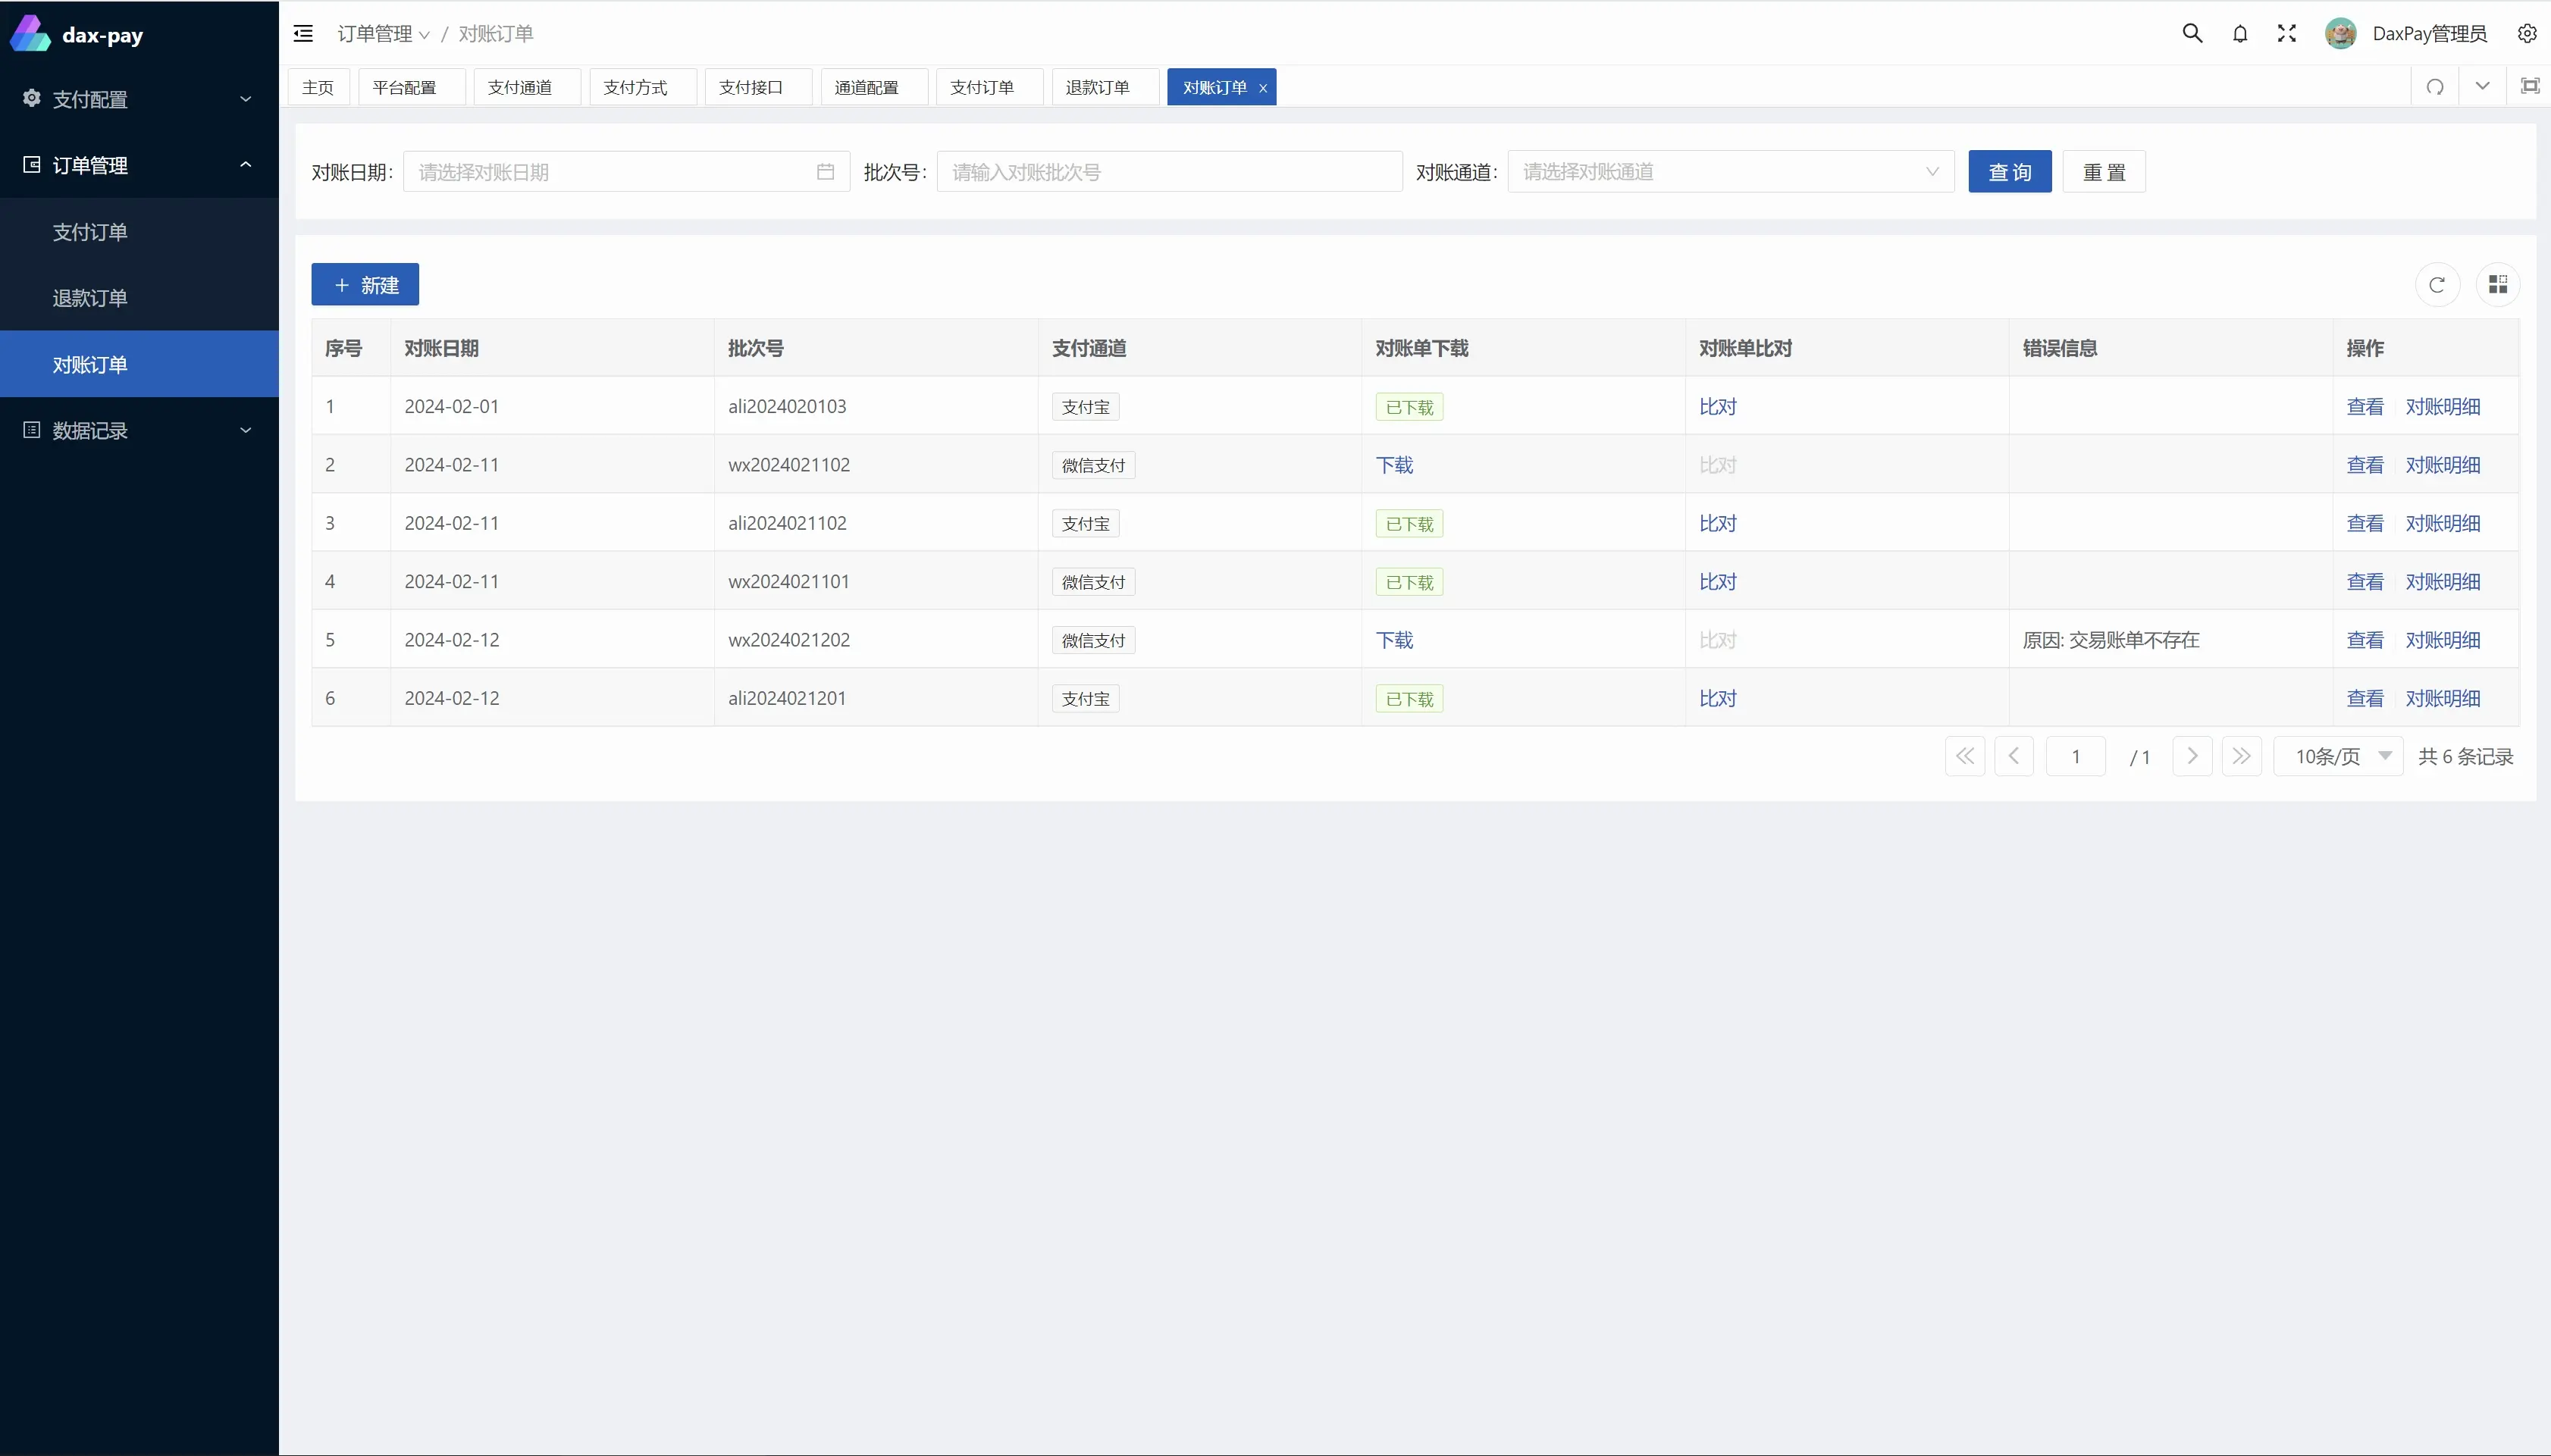 dax-pay
订单管理 / 对账订单
DaxPay管理员
主页 平台配置 支付通道 支付方式 支付接口 通道配置 支付订单 退款订单 对账订单
支付配置
订单管理
支付订单
退款订单
对账订单
数据记录
对账日期: 请选择对账日期 批次号: 请输入对账批次号 对账通道: 请选择对账通道 查询 重置
新建
序号 对账日期 批次号 支付通道 对账单下载 对账单比对 错误信息 操作
1 2024-02-01 ali2024020103 支付宝 已下载 比对 查看 对账明细
2 2024-02-11 wx2024021102 微信支付 下载 比对 查看 对账明细
3 2024-02-11 ali2024021102 支付宝 已下载 比对 查看 对账明细
4 2024-02-11 wx2024021101 微信支付 已下载 比对 查看 对账明细
5 2024-02-12 wx2024021202 微信支付 下载 比对 原因: 交易账单不存在 查看 对账明细
6 2024-02-12 ali2024021201 支付宝 已下载 比对 查看 对账明细
1 / 1 10条/页 共 6 条记录